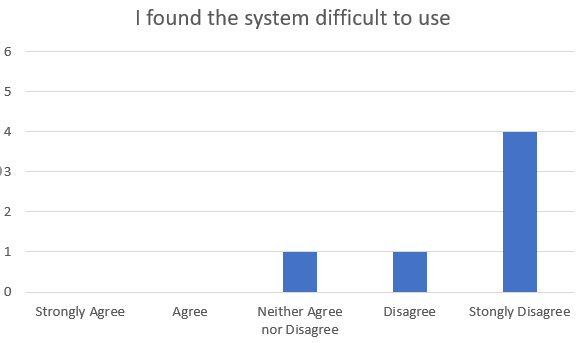 I found the system difficult to use
6
5
4
3
2
1
0
Strongly Agree
Agree
Neither Agree
nor Disagree
Disagree
Stongly Disagree